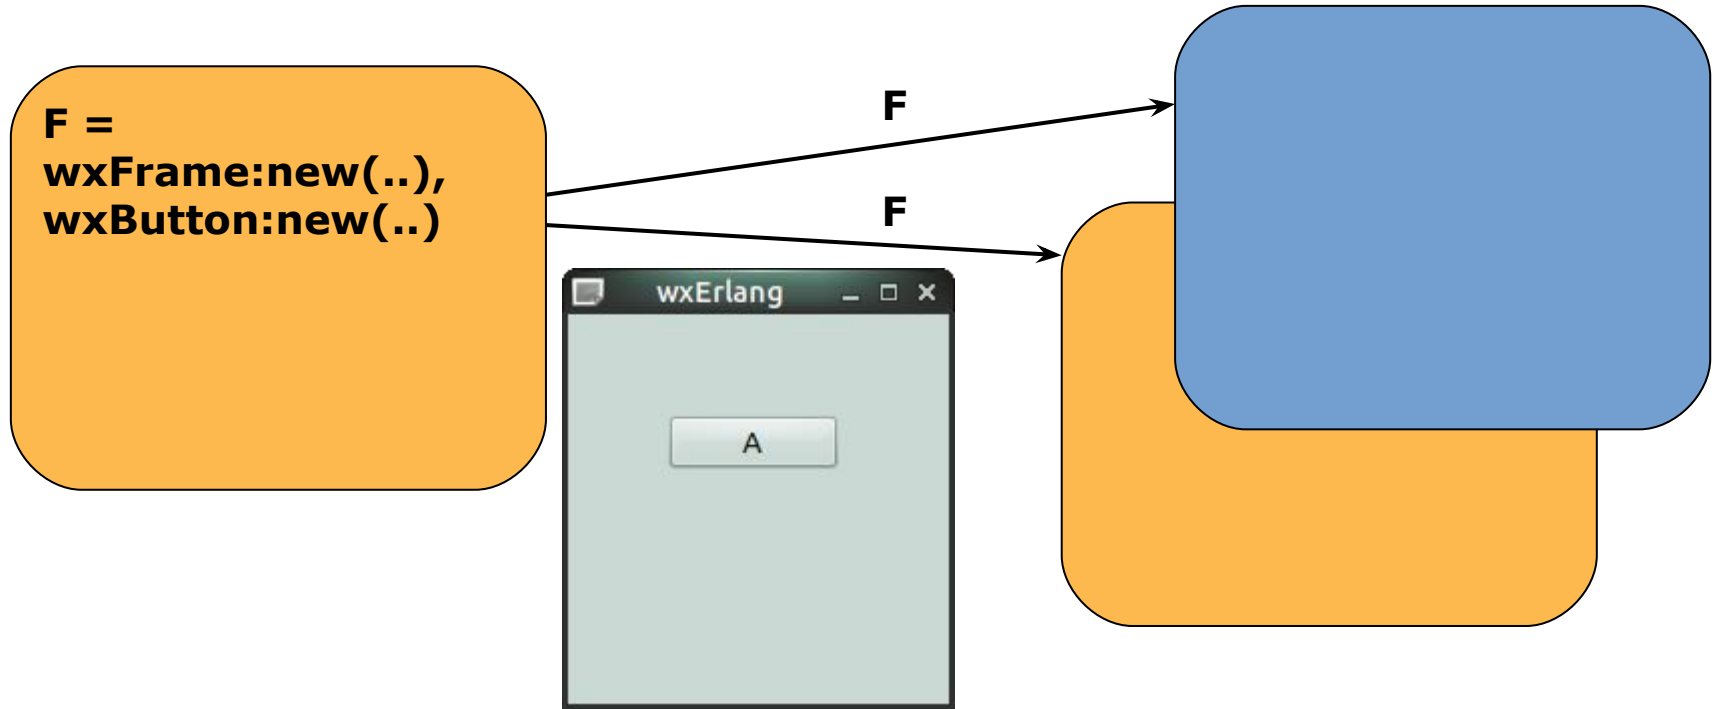 F =
wxFrame:new(..),
wxButton:new(..)
F
F
wxErlang
A